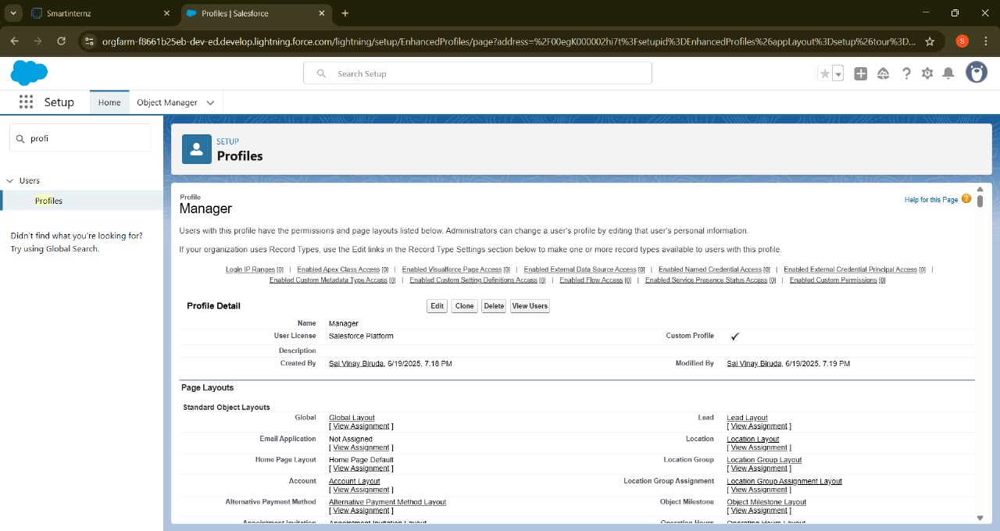 Smartinternz
Profiles | Salesforce
orgfarm-f8661b25eb-dev-ed.develop.lightning.force.com/lightning/setup/EnhancedProfiles/page?address=%2F00egK000002hi7t%3Fsetupid%3DEnhancedProfiles%26appLayout%3Dsetup%26tour%3D...
S
Search Setup
Setup
Home
Object Manager
profi
Users
Profiles
Didn't find what you're looking for?
Try using Global Search.
SETUP
Profiles
Profile
Manager
Help for this Page
Users with this profile have the permissions and page layouts listed below. Administrators can change a user's profile by editing that user's personal information.
If your organization uses Record Types, use the Edit links in the Record Type Settings section below to make one or more record types available to users with this profile.
Login IP Ranges [0] | Enabled Apex Class Access [0] | Enabled Visualforce Page Access [0] | Enabled External Data Source Access [0] | Enabled Named Credential Access [0] | Enabled External Credential Principal Access [0] |
Enabled Custom Metadata Type Access [0] | Enabled Custom Setting Definitions Access [0] | Enabled Flow Access [0] | Enabled Service Presence Status Access [0] | Enabled Custom Permissions [0]
Profile Detail Edit Clone Delete View Users
Name Manager
User License Salesforce Platform Custom Profile ✓
Description
Created By Sai Vinay Biruda, 6/19/2025, 7:18 PM Modified By Sai Vinay Biruda, 6/19/2025, 7:19 PM
Page Layouts
Standard Object Layouts
Global Global Layout Lead Lead Layout
[ View Assignment ] [ View Assignment ]
Email Application Not Assigned Location Location Layout
[ View Assignment ] [ View Assignment ]
Home Page Layout Home Page Default Location Group Location Group Layout
[ View Assignment ] [ View Assignment ]
Account Account Layout Location Group Assignment Location Group Assignment Layout
[ View Assignment ] [ View Assignment ]
Alternative Payment Method Alternative Payment Method Layout Object Milestone Object Milestone Layout
[ View Assignment ] [ View Assignment ]
Appointment Invitation Appointment Invitation Layout Operating Hours Operating Hours Layout